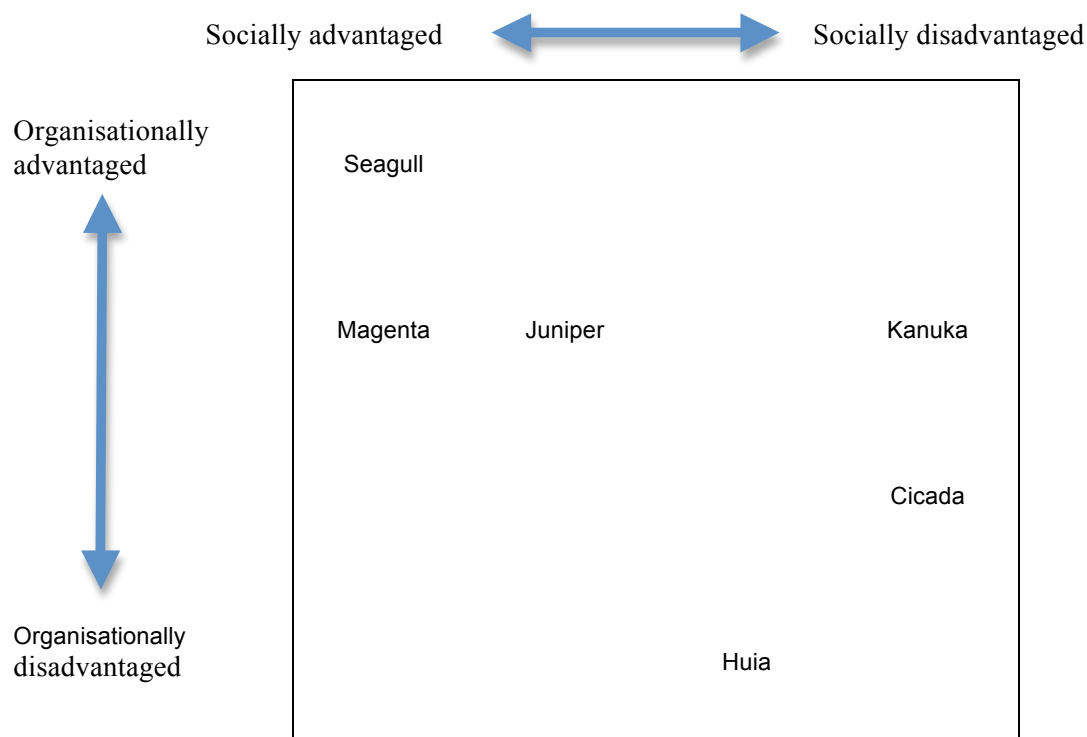 Socially advantaged Socially disadvantaged
Organisationally
advantaged
Seagull
Magenta Juniper Kanuka
Cicada
Organisationally
disadvantaged
Huia